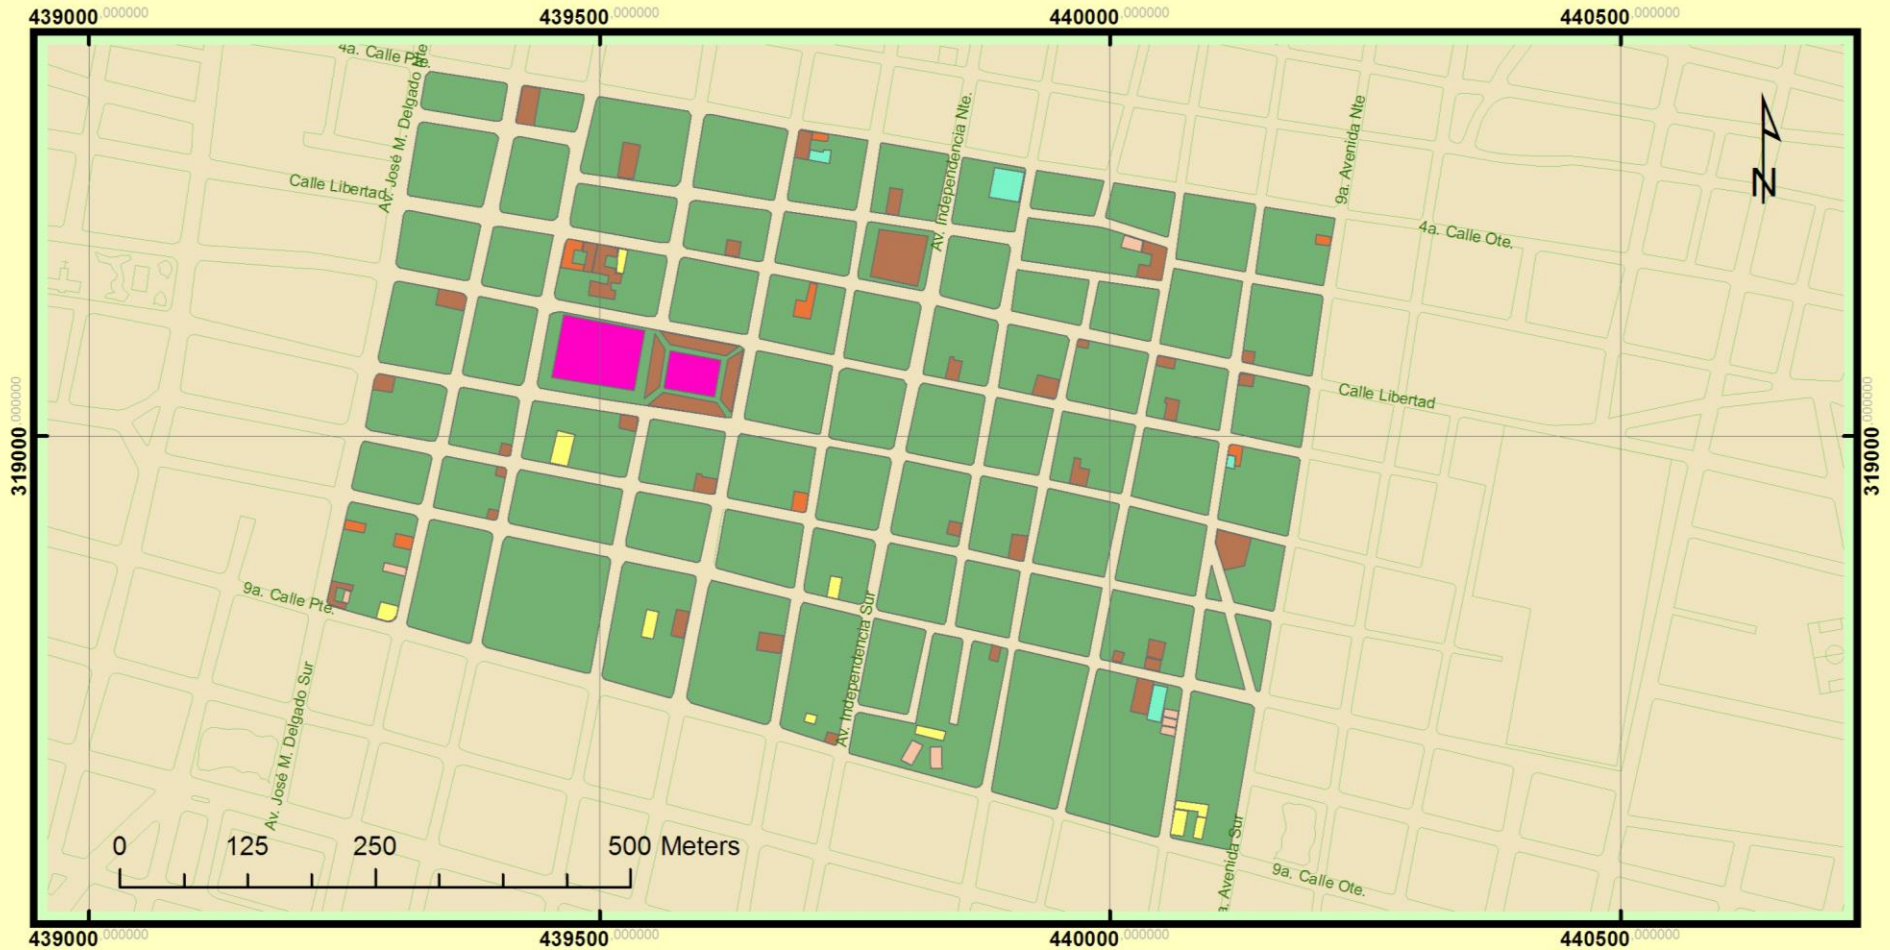 439000,000000 439500,000000 440000,000000 440500,000000
4a. Calle Pte.
Av. José M. Delgado Nte.
Av. Independencia Nte.
9a. Avenida Nte
N
Calle Libertad
4a. Calle Ote.
Calle Libertad
319000,000000
319000,000000
9a. Calle Pte.
Av. Independencia Sur
Av. José M. Delgado Sur
a. Avenida Sur
9a. Calle Ote.
0 125 250 500 Meters
439000,000000 439500,000000 440000,000000 440500,000000